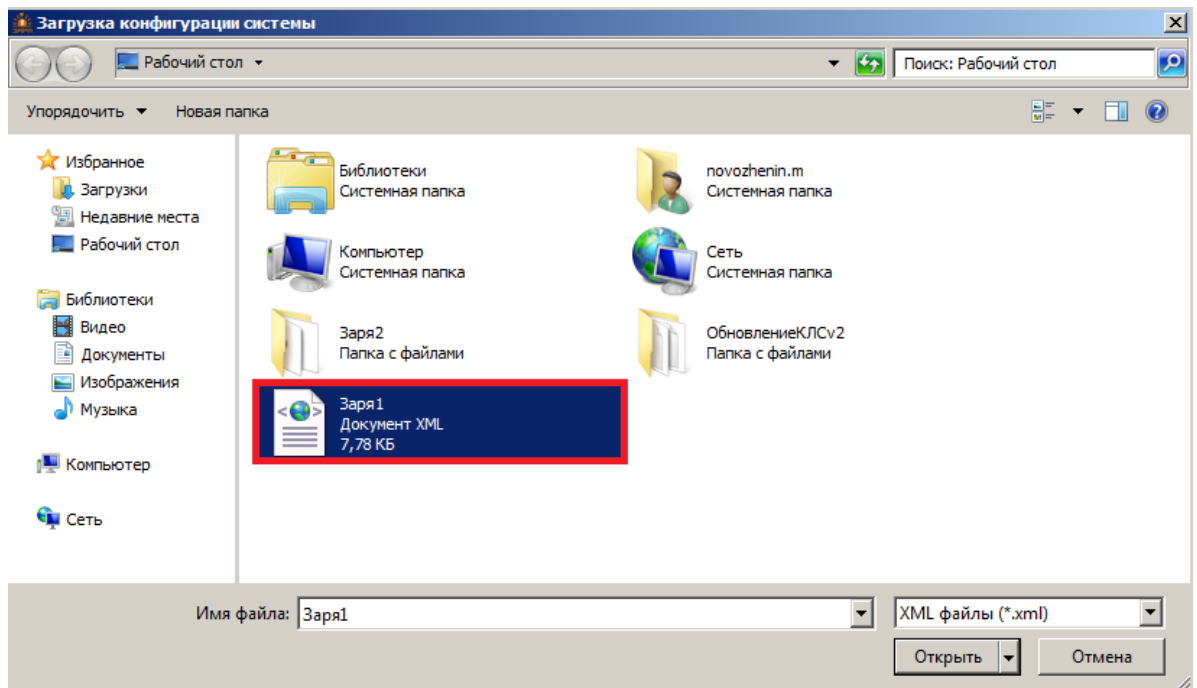 Загрузка конфигурации системы
Рабочий стол
Поиск: Рабочий стол
Упорядочить
Новая папка
Избранное
Загрузки
Недавние места
Рабочий стол
Библиотеки
Видео
Документы
Изображения
Музыка
Компьютер
Сеть
Библиотеки
Системная папка
novozhenin.m
Системная папка
Компьютер
Системная папка
Сеть
Системная папка
Заря2
Папка с файлами
ОбновлениеКЛСv2
Папка с файлами
Заря1
Документ XML
7,78 КБ
Имя файла: Заря1
XML файлы (*.xml)
Открыть
Отмена